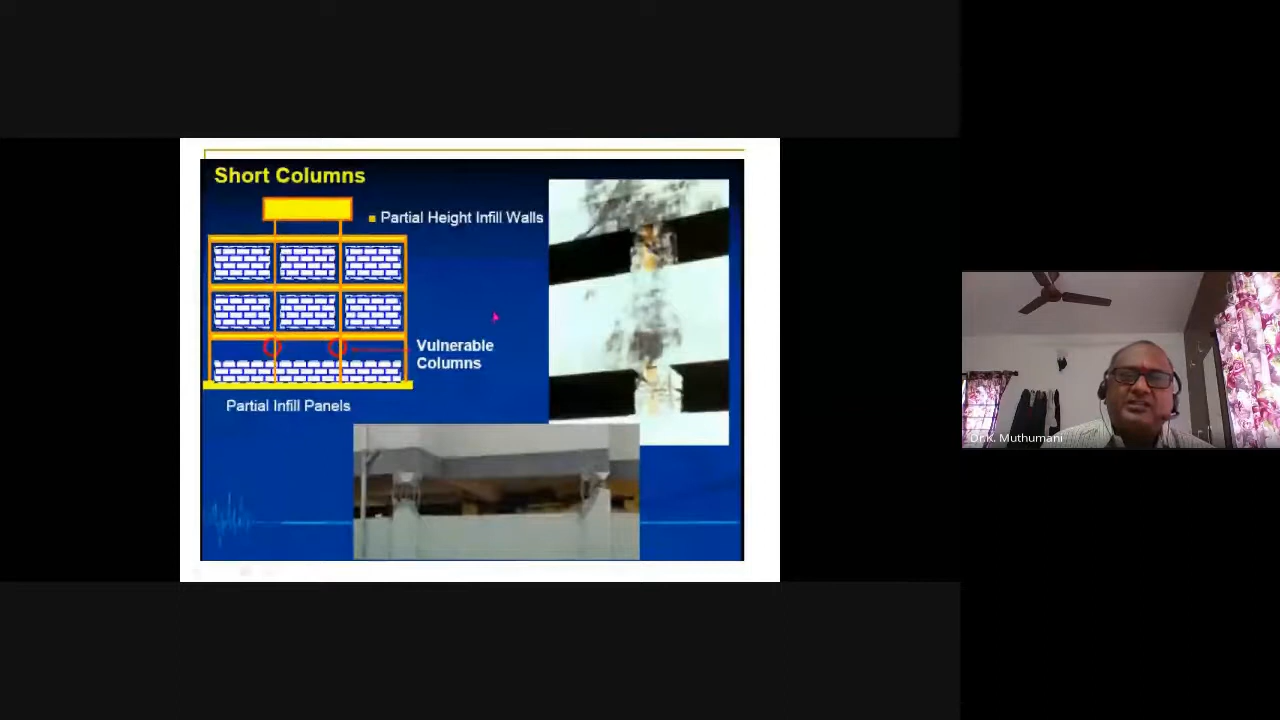 Short Columns
Partial Height Infill Walls
Vulnerable
Columns
Partial Infill Panels
Dr.K. Muthumani